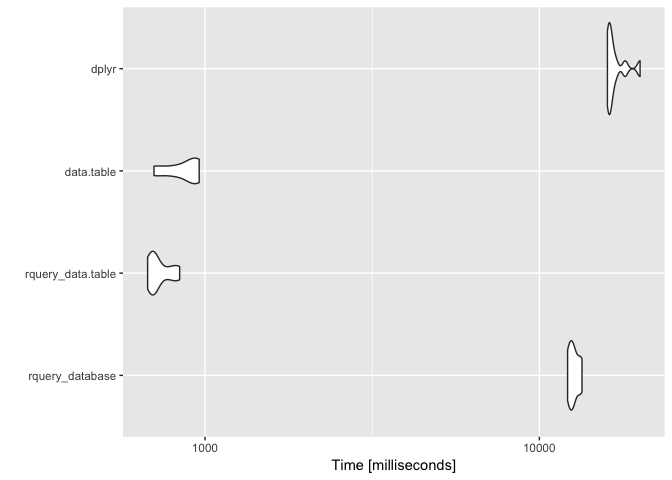 dplyr
data.table
rquery_data.table
rquery_database
1000
10000
Time [milliseconds]